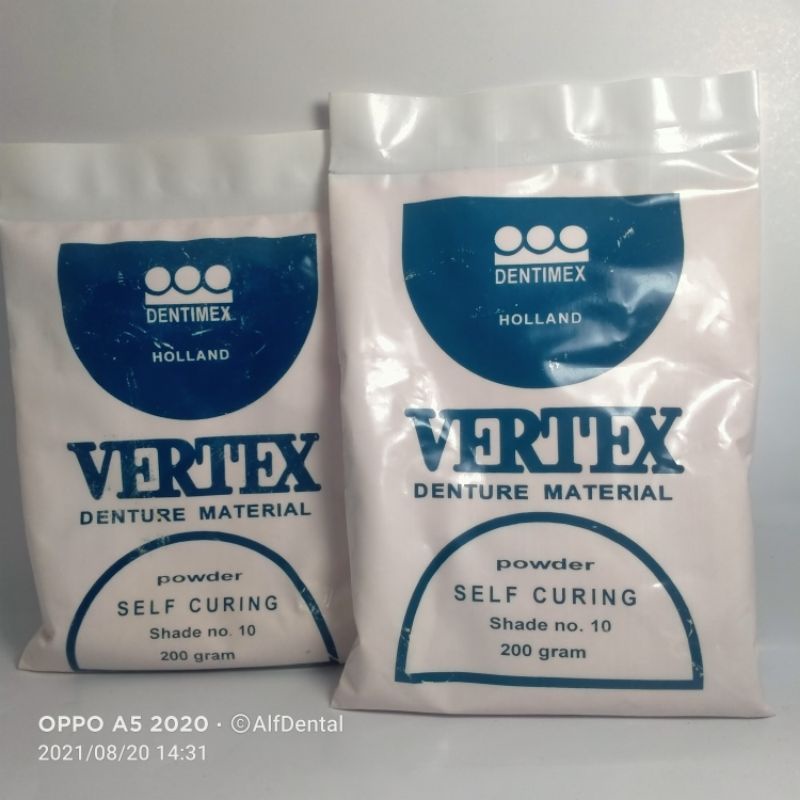 DENTIMEX
HOLLAND
VERTEX
DENTURE MATERIAL
powder
SELF CURING
Shade no. 10
200 gram
DENTIMEX
HOLLAND
VERTEX
DENTURE MATERIAL
powder
SELF CURING
Shade no. 10
200 gram
OPPO A5 2020 · ©AlfDental
2021/08/20 14:31